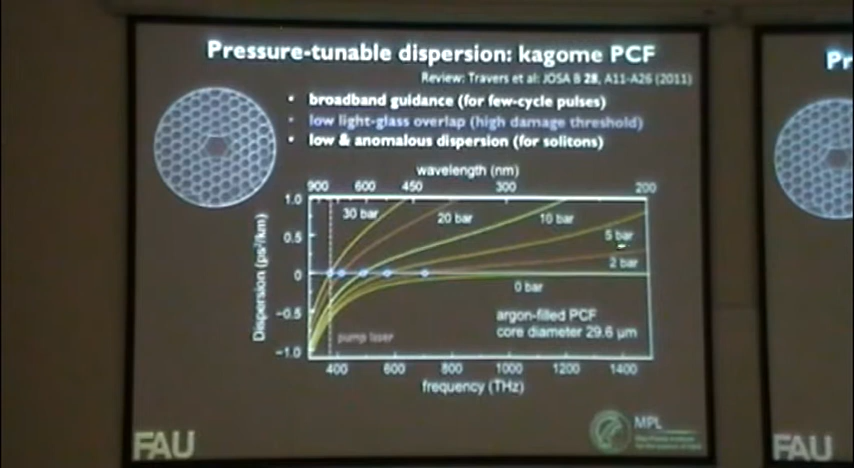 Pressure-tunable dispersion: kagome PCF
Review: Travers et al: JOSA B 28, A11-A26 (2011)
• broadband guidance (for few-cycle pulses)
• low light-glass overlap (high damage threshold)
• low & anomalous dispersion (for solitons)
wavelength (nm)
900 600 450 300 200
1.0
0.5
0
-0.5
-1.0
Dispersion (ps²/km)
30 bar
20 bar
10 bar
5 bar
2 bar
0 bar
argon-filled PCF
core diameter 29.6 µm
pump laser
400 600 800 1000 1200 1400
frequency (THz)
FAU
MPL
Pr
FAU